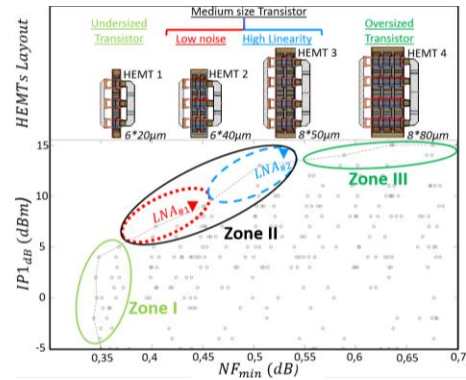 Medium size Transistor
Undersized Transistor
Low noise
High Linearity
Oversized Transistor
HEMTs Layout
HEMT 1
HEMT 2
HEMT 3
HEMT 4
6*20µm
6*40µm
8*50µm
8*80µm
IP1dB (dBm)
15
10
5
0
-5
Zone III
LNA#2
LNA#1
Zone II
Zone I
0,35
0,4
0,45
0,5
0,55
0,6
0,65
0,7
NFmin (dB)